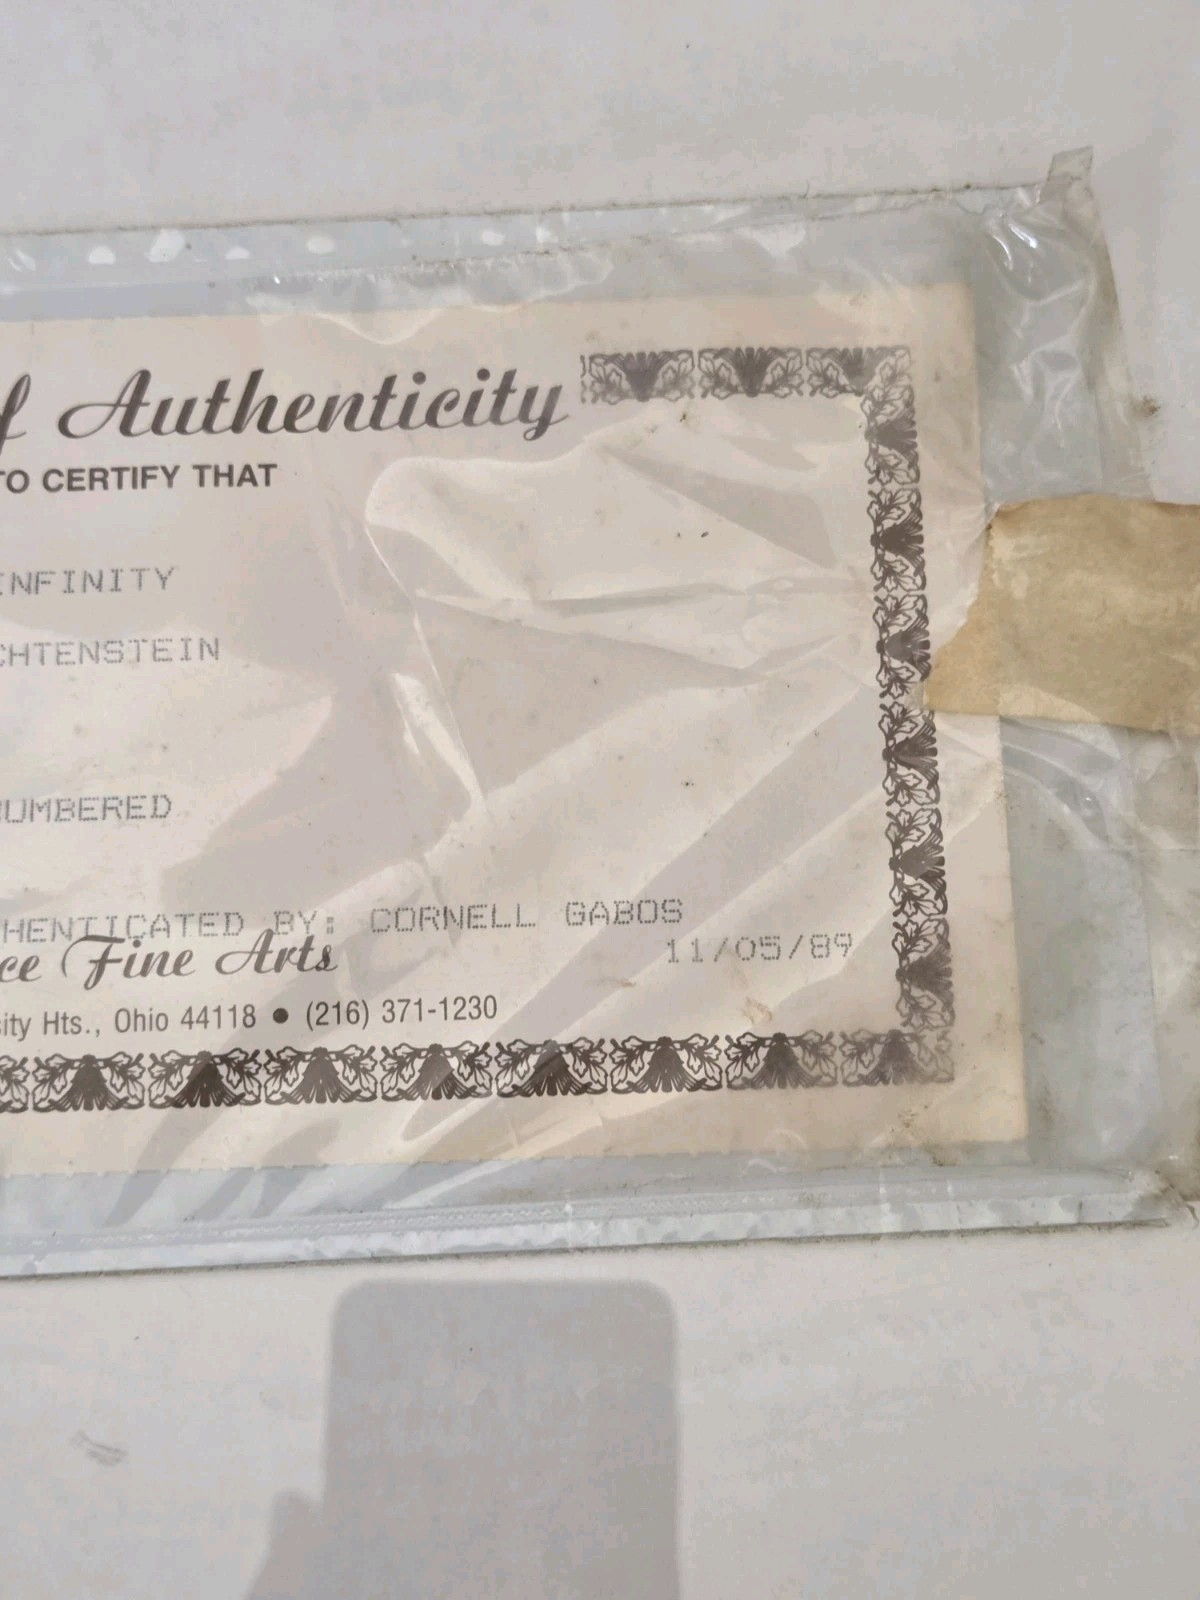 f Authenticity
TO CERTIFY THAT
INFINITY
CHTENSTEIN
NUMBERED
HENTICATED BY: CORNELL GABOS
ce Fine Arts
11/05/89
sity Hts., Ohio 44118 ● (216) 371-1230